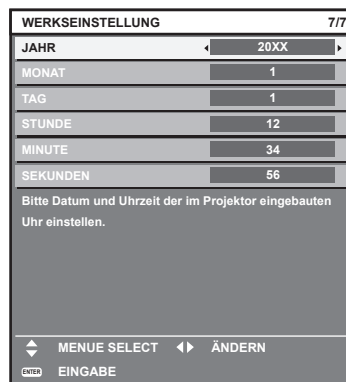 WERKSEINSTELLUNG 7/7
JAHR 20XX
MONAT 1
TAG 1
STUNDE 12
MINUTE 34
SEKUNDEN 56
Bitte Datum und Uhrzeit der im Projektor eingebauten
Uhr einstellen.
MENUE SELECT ÄNDERN
ENTER EINGABE